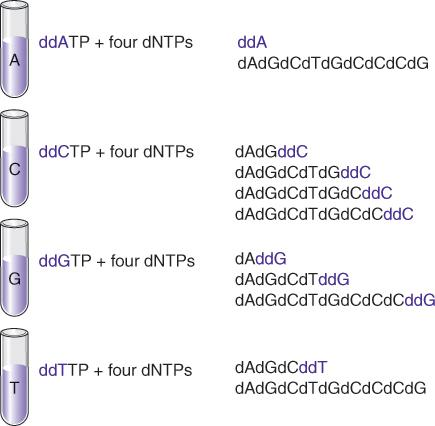 A
ddATP + four dNTPs
ddA
dAdGdCdTdGdCdCdCdG
C
ddCTP + four dNTPs
dAdGddC
dAdGdCdTdGddC
dAdGdCdTdGdCddC
dAdGdCdTdGdCdCddC
G
ddGTP + four dNTPs
dAddG
dAdGdCdTddG
dAdGdCdTdGdCdCdCddG
T
ddTTP + four dNTPs
dAdGdCddT
dAdGdCdTdGdCdCdCdG